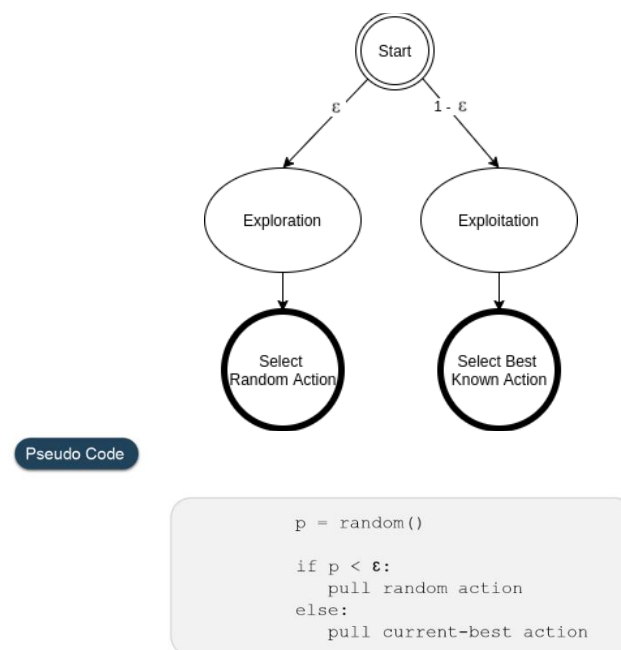 Start
ε
1 - ε
Exploration
Exploitation
Select
Random Action
Select Best
Known Action
Pseudo Code
p = random()
if p < ε:
pull random action
else:
pull current-best action